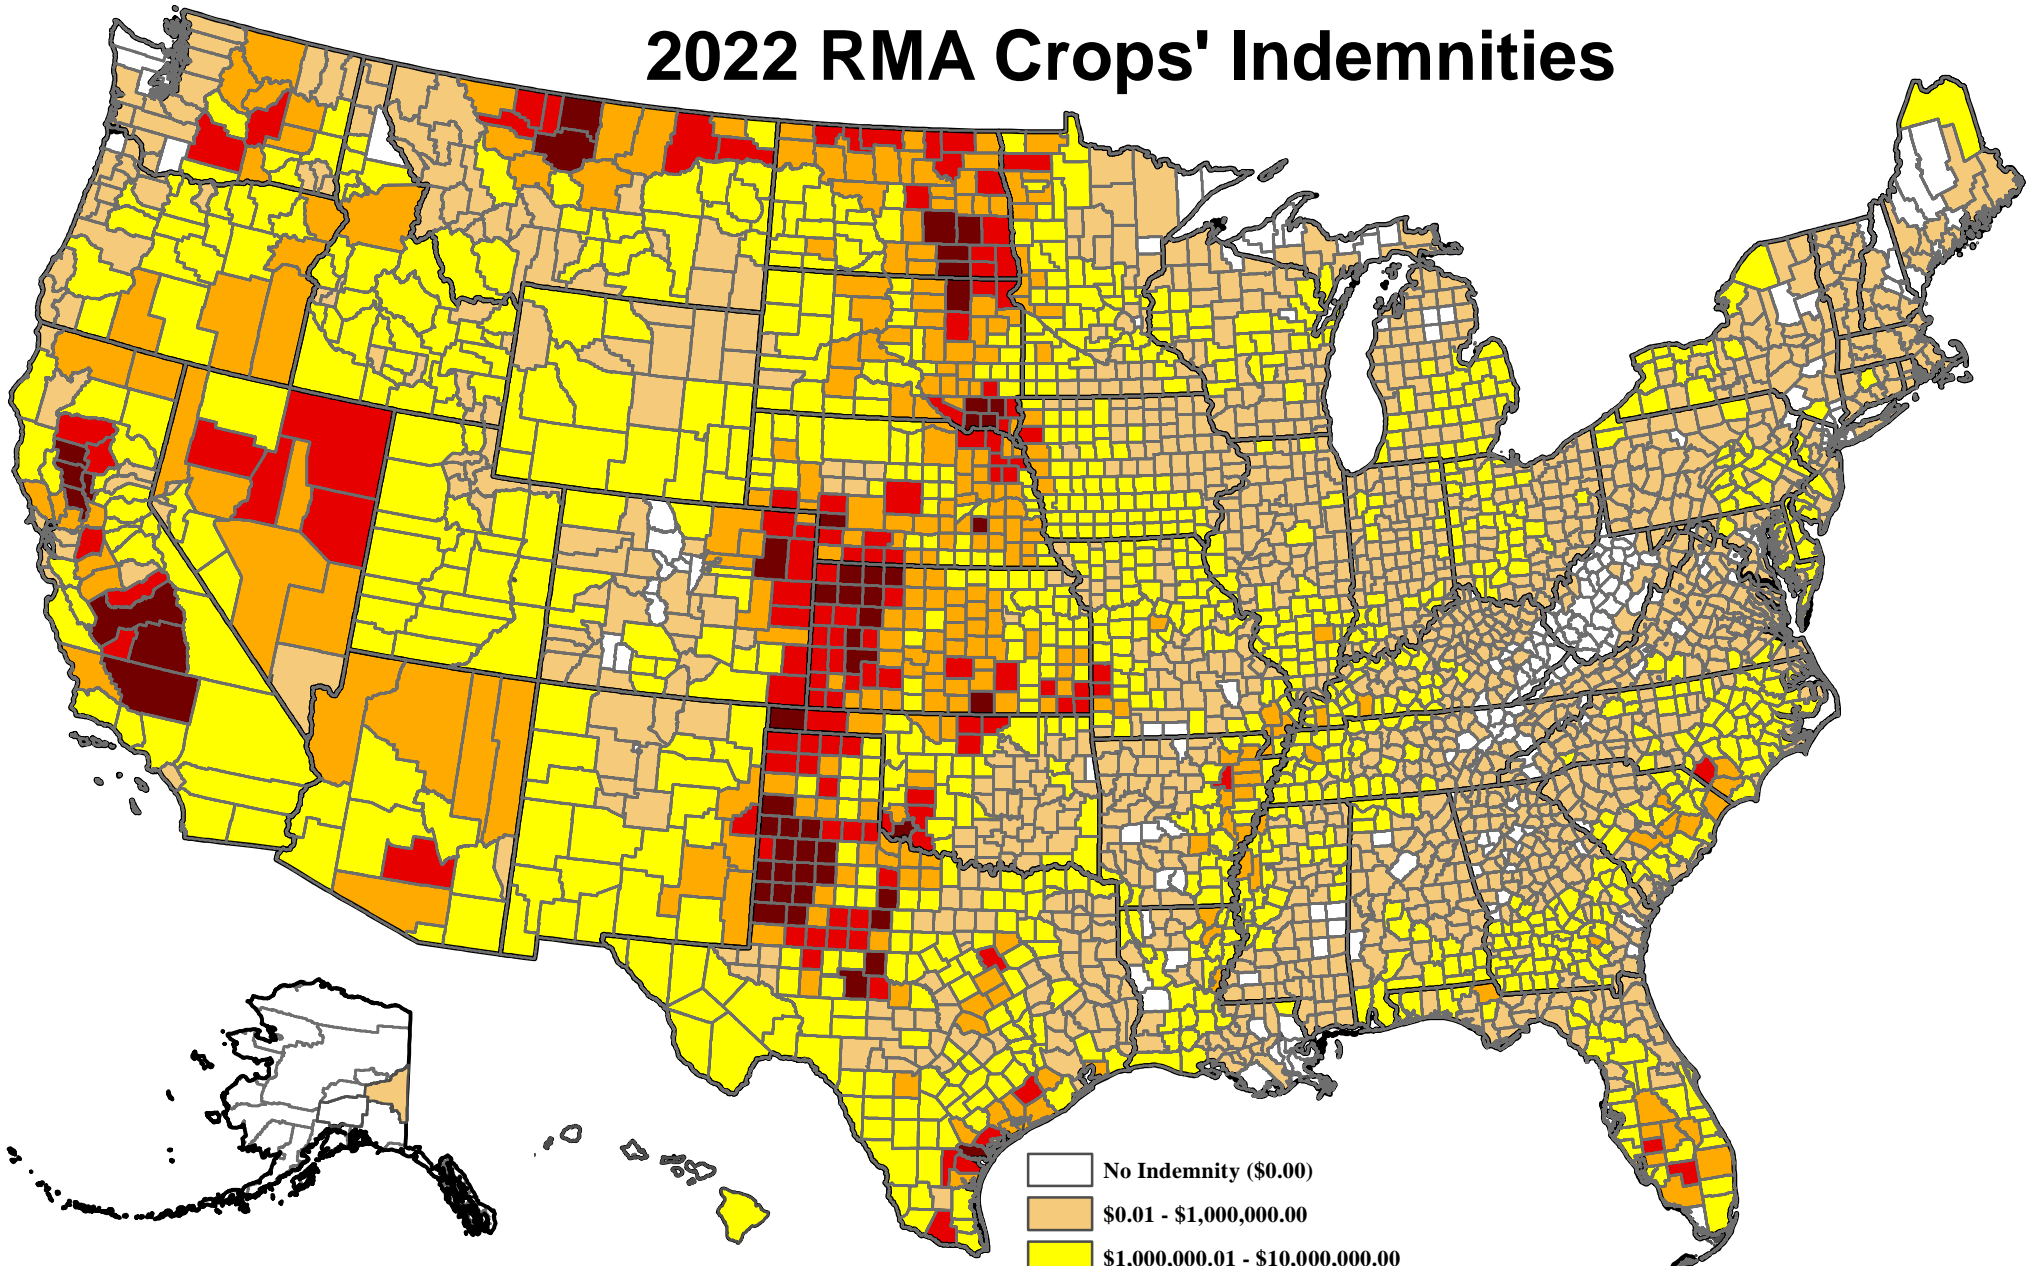 2022 RMA Crops' Indemnities
No Indemnity ($0.00)
$0.01 - $1,000,000.00
$1,000,000.01 - $10,000,000.00